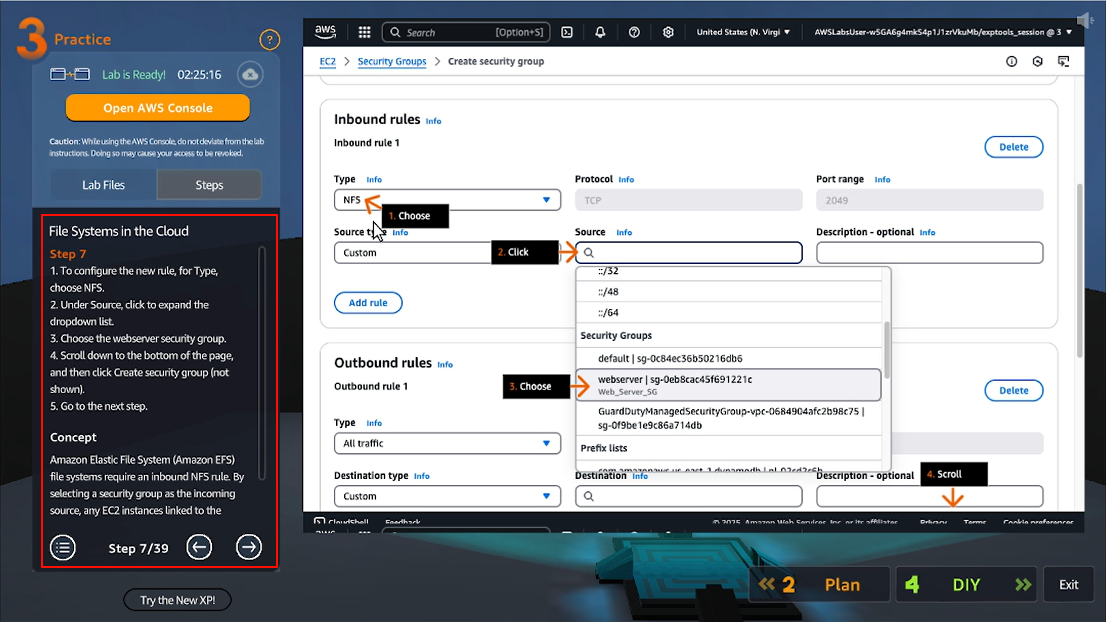 3 Practice
?
Lab is Ready! 02:25:16
Open AWS Console
Caution: While using the AWS Console, do not deviate from the lab
instructions. Doing so may cause your access to be revoked.
Lab Files
Steps
File Systems in the Cloud
Step 7
1. To configure the new rule, for Type,
choose NFS.
2. Under Source, click to expand the
dropdown list.
3. Choose the webserver security group.
4. Scroll down to the bottom of the page,
and then click Create security group (not
shown).
5. Go to the next step.
Concept
Amazon Elastic File System (Amazon EFS)
file systems require an inbound NFS rule. By
selecting a security group as the incoming
source, any EC2 instances linked to the
Step 7/39
Try the New XP!
aws
Search [Option+S]
United States (N. Virgi
AWSLabsUser-w5GA6g4mkS4p1J1zrVkuMb/exptools_session @ 3
EC2 > Security Groups > Create security group
Inbound rules Info
Inbound rule 1
Delete
Type Info
Protocol Info
Port range Info
NFS
TCP
2049
1. Choose
Source Info
Description - optional Info
Custom
2. Click
::/32
::/48
::/64
Add rule
Security Groups
default | sg-0c84ec36b50216db6
webserver | sg-0eb8cac45f691221c
Web_Server_SG
3. Choose
GuardDutyManagedSecurityGroup-vpc-0684904afc2b98c75 |
sg-0f9be1e9c86a714db
Prefix lists
Outbound rules Info
Outbound rule 1
Delete
Type Info
All traffic
Destination type Info
Destination Info
Description - optional
4. Scroll
Custom
CloudShell Feedback
© 2025, Amazon Web Services, Inc. or its affiliates. Privacy Terms Cookie preferences
2 Plan
4 DIY
Exit